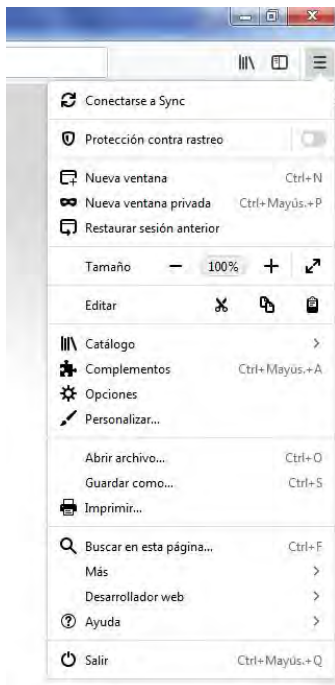 Conectarse a Sync
Protección contra rastreo
Nueva ventana Ctrl+N
Nueva ventana privada Ctrl+Mayús.+P
Restaurar sesión anterior
Tamaño 100%
Editar
Catálogo
Complementos Ctrl+Mayús.+A
Opciones
Personalizar...
Abrir archivo... Ctrl+O
Guardar como... Ctrl+S
Imprimir...
Buscar en esta página... Ctrl+F
Más
Desarrollador web
Ayuda
Salir Ctrl+Mayús.+Q